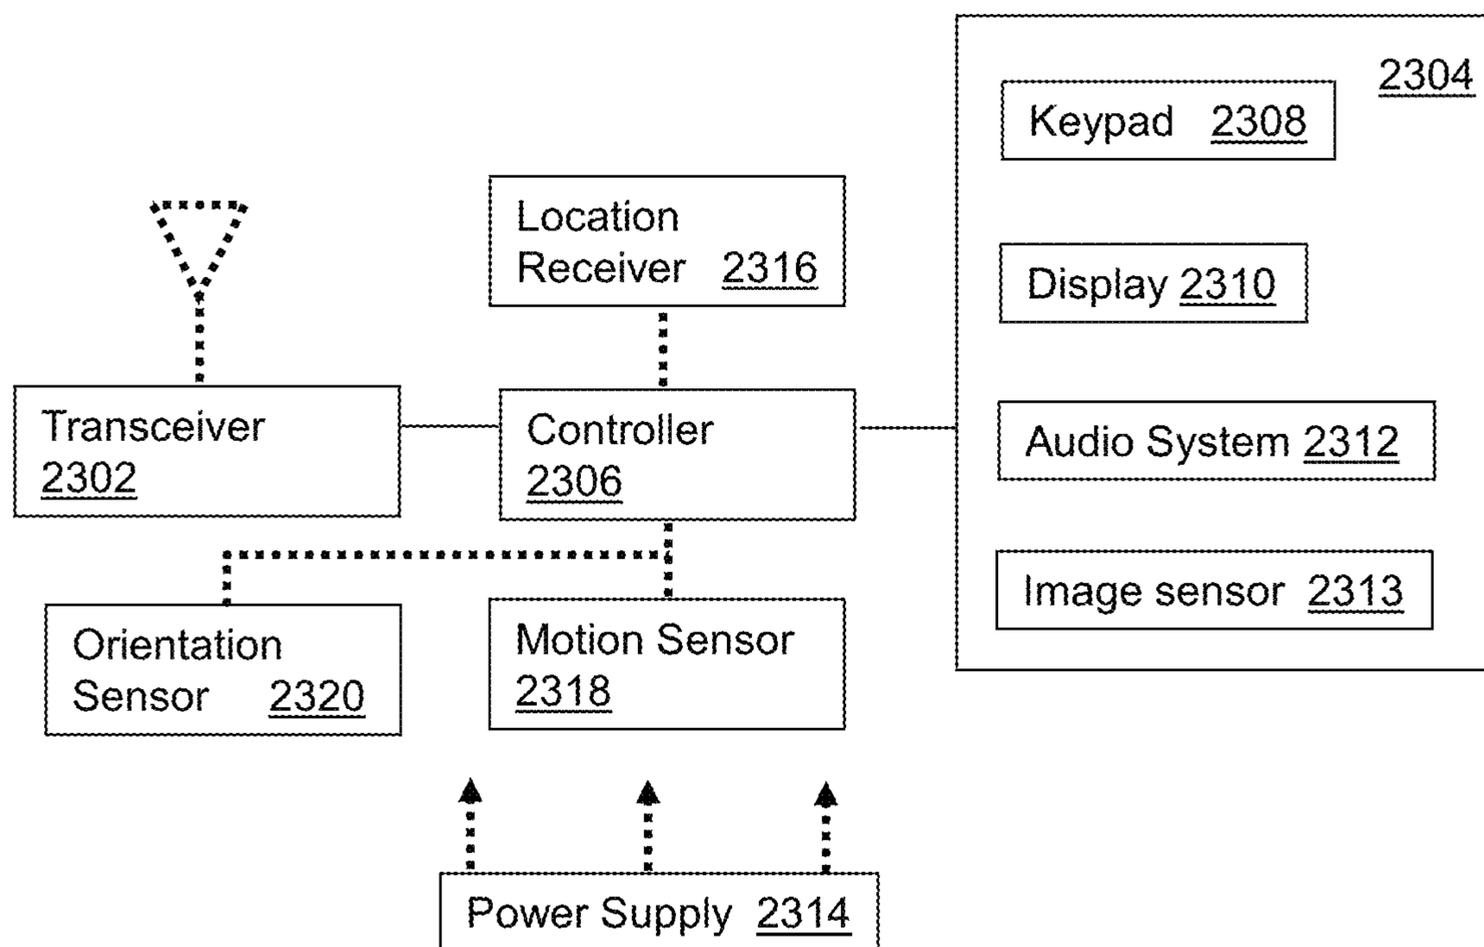 2304
Keypad 2308
Location
Receiver 2316
Display 2310
Transceiver
2302
Controller
2306
Audio System 2312
Image sensor 2313
Orientation
Sensor 2320
Motion Sensor
2318
Power Supply 2314